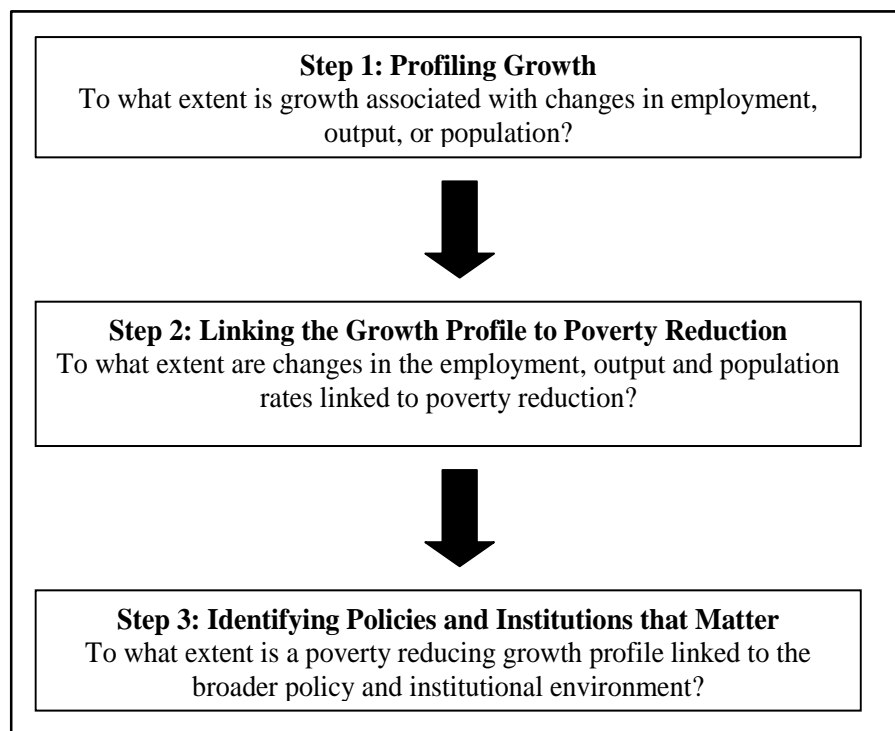 Step 1: Profiling Growth
To what extent is growth associated with changes in employment,
output, or population?
Step 2: Linking the Growth Profile to Poverty Reduction
To what extent are changes in the employment, output and population
rates linked to poverty reduction?
Step 3: Identifying Policies and Institutions that Matter
To what extent is a poverty reducing growth profile linked to the
broader policy and institutional environment?